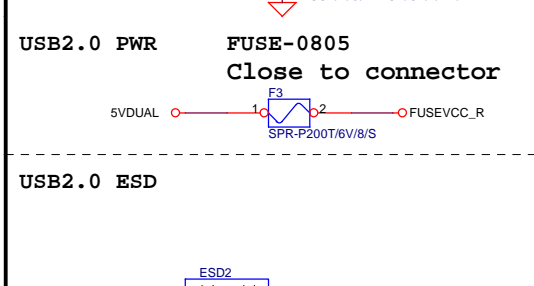 USB2.0 PWR FUSE-0805
Close to connector
F3
5VDUAL 1 2 FUSEVCC_R
SPR-P200T/6V/8/S
USB2.0 ESD
ESD2